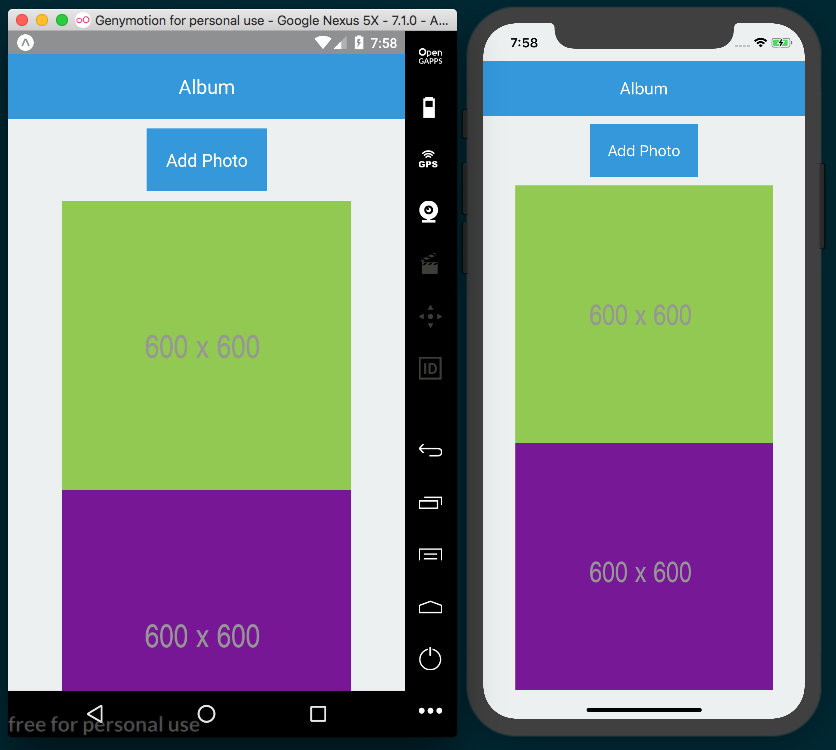 Genymotion for personal use - Google Nexus 5X - 7.1.0 - A...
7:58
Album
Add Photo
600 x 600
600 x 600
free for personal use
Open
GAPPS
GPS
ID
7:58
Album
Add Photo
600 x 600
600 x 600